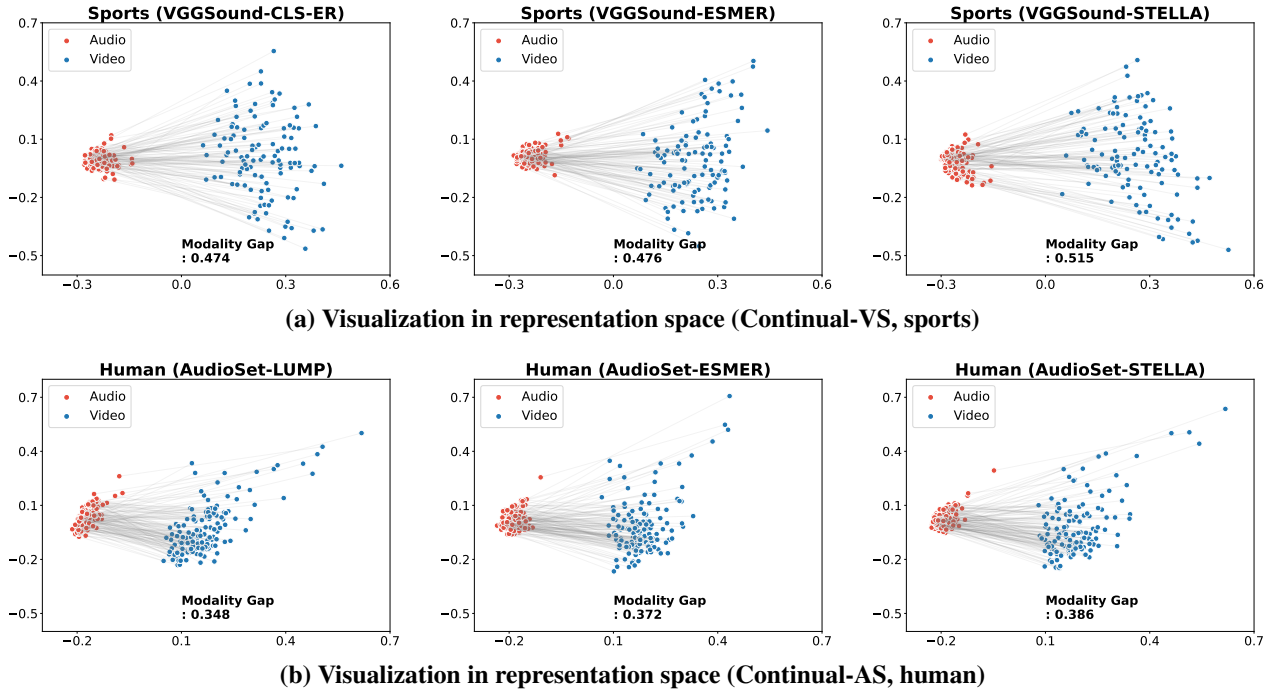 Sports (VGGSound-CLS-ER)
0.7
0.4
0.1
−0.2
−0.5
Audio
Video
Modality Gap
: 0.474
−0.3
0.0
0.3
0.6
Sports (VGGSound-ESMER)
0.7
0.4
0.1
−0.2
−0.5
Audio
Video
Modality Gap
: 0.476
−0.3
0.0
0.3
0.6
Sports (VGGSound-STELLA)
0.7
0.4
0.1
−0.2
−0.5
Audio
Video
Modality Gap
: 0.515
−0.3
0.0
0.3
0.6
(a) Visualization in representation space (Continual-VS, sports)
Human (AudioSet-LUMP)
0.7
0.4
0.1
−0.2
−0.5
Audio
Video
Modality Gap
: 0.348
−0.2
0.1
0.4
0.7
Human (AudioSet-ESMER)
0.7
0.4
0.1
−0.2
−0.5
Audio
Video
Modality Gap
: 0.372
−0.2
0.1
0.4
0.7
Human (AudioSet-STELLA)
0.7
0.4
0.1
−0.2
−0.5
Audio
Video
Modality Gap
: 0.386
−0.2
0.1
0.4
0.7
(b) Visualization in representation space (Continual-AS, human)